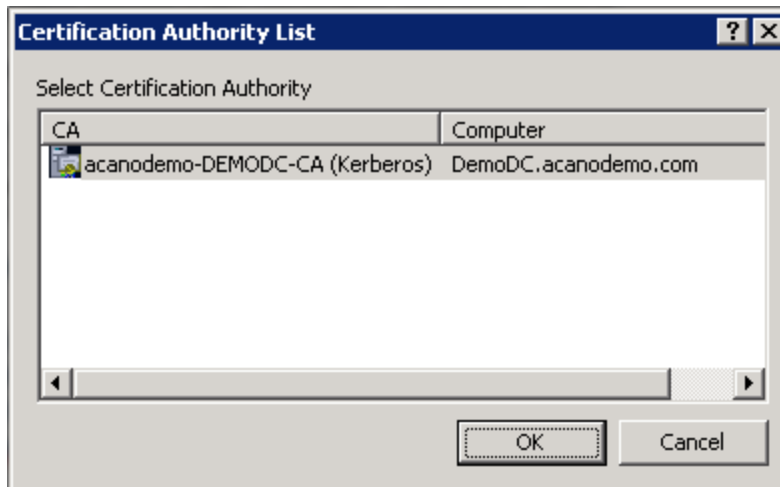 Certification Authority List
Select Certification Authority
CA Computer
acanodemo-DEMODC-CA (Kerberos) DemoDC.acanodemo.com
OK Cancel